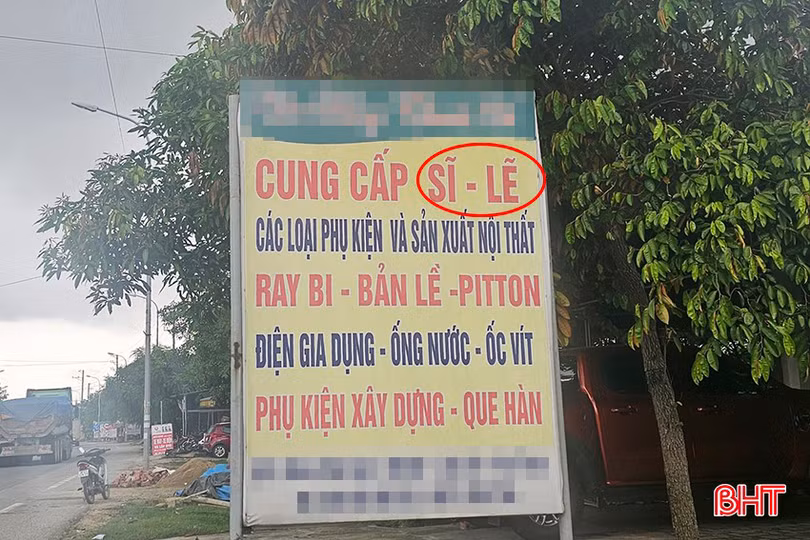 CUNG CẤP SĨ - LẼ
CÁC LOẠI PHỤ KIỆN VÀ SẢN XUẤT NỘI THẤT
RAY BI - BẢN LỀ -PITTON
ĐIỆN GIA DỤNG - ỐNG NƯỚC - ỐC VÍT
PHỤ KIỆN XÂY DỰNG - QUE HÀN
BHT